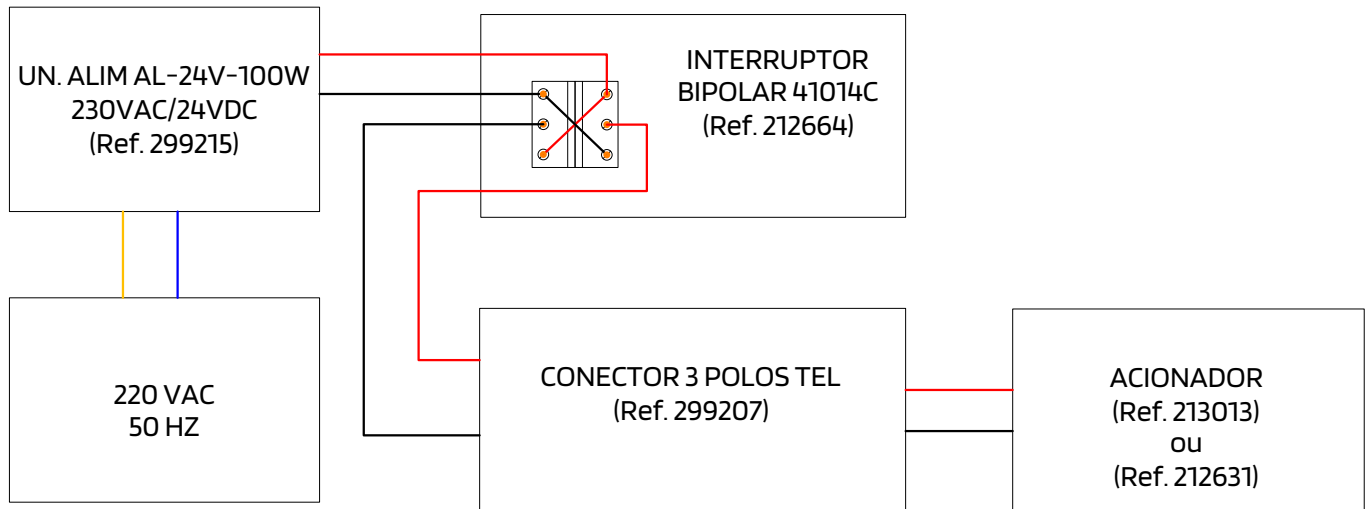 UN. ALIM AL-24V-100W
230VAC/24VDC
(Ref. 299215)
INTERRUPTOR
BIPOLAR 41014C
(Ref. 212664)
220 VAC
50 HZ
CONECTOR 3 POLOS TEL
(Ref. 299207)
ACIONADOR
(Ref. 213013)
ou
(Ref. 212631)